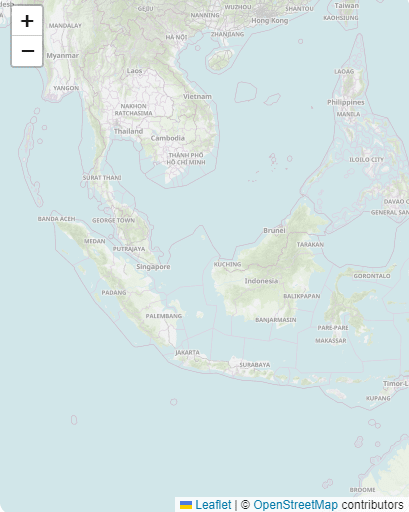 GEJU
WUZHOU
SHANTOU
Taiwan
MANDALAY
NANNING
Hong Kong
KAOHSIUNG
HÀ NỘI
ZHANJIANG
Myanmar
Laos
LAOAG
YANGON
Vietnam
NAKHON
RATCHASIMA
Philippines
MANILA
Thailand
Cambodia
THÀNH PHỐ
HỒ CHÍ MINH
ILOILO CITY
SURAT THANI
DAVAO C
BANDA ACEH
GEORGE TOWN
GENERAL SAN
MEDAN
PUTRAJAYA
Brunei
TARAKAN
Singapore
KUCHING
GORONTALO
Indonesia
PADANG
BALIKPAPAN
PALEMBANG
BANJARMASIN
PARE-PARE
MAKASSAR
JAKARTA
SURABAYA
Timor-L
KUPANG
BROOME
+
−
Leaflet | © OpenStreetMap contributors